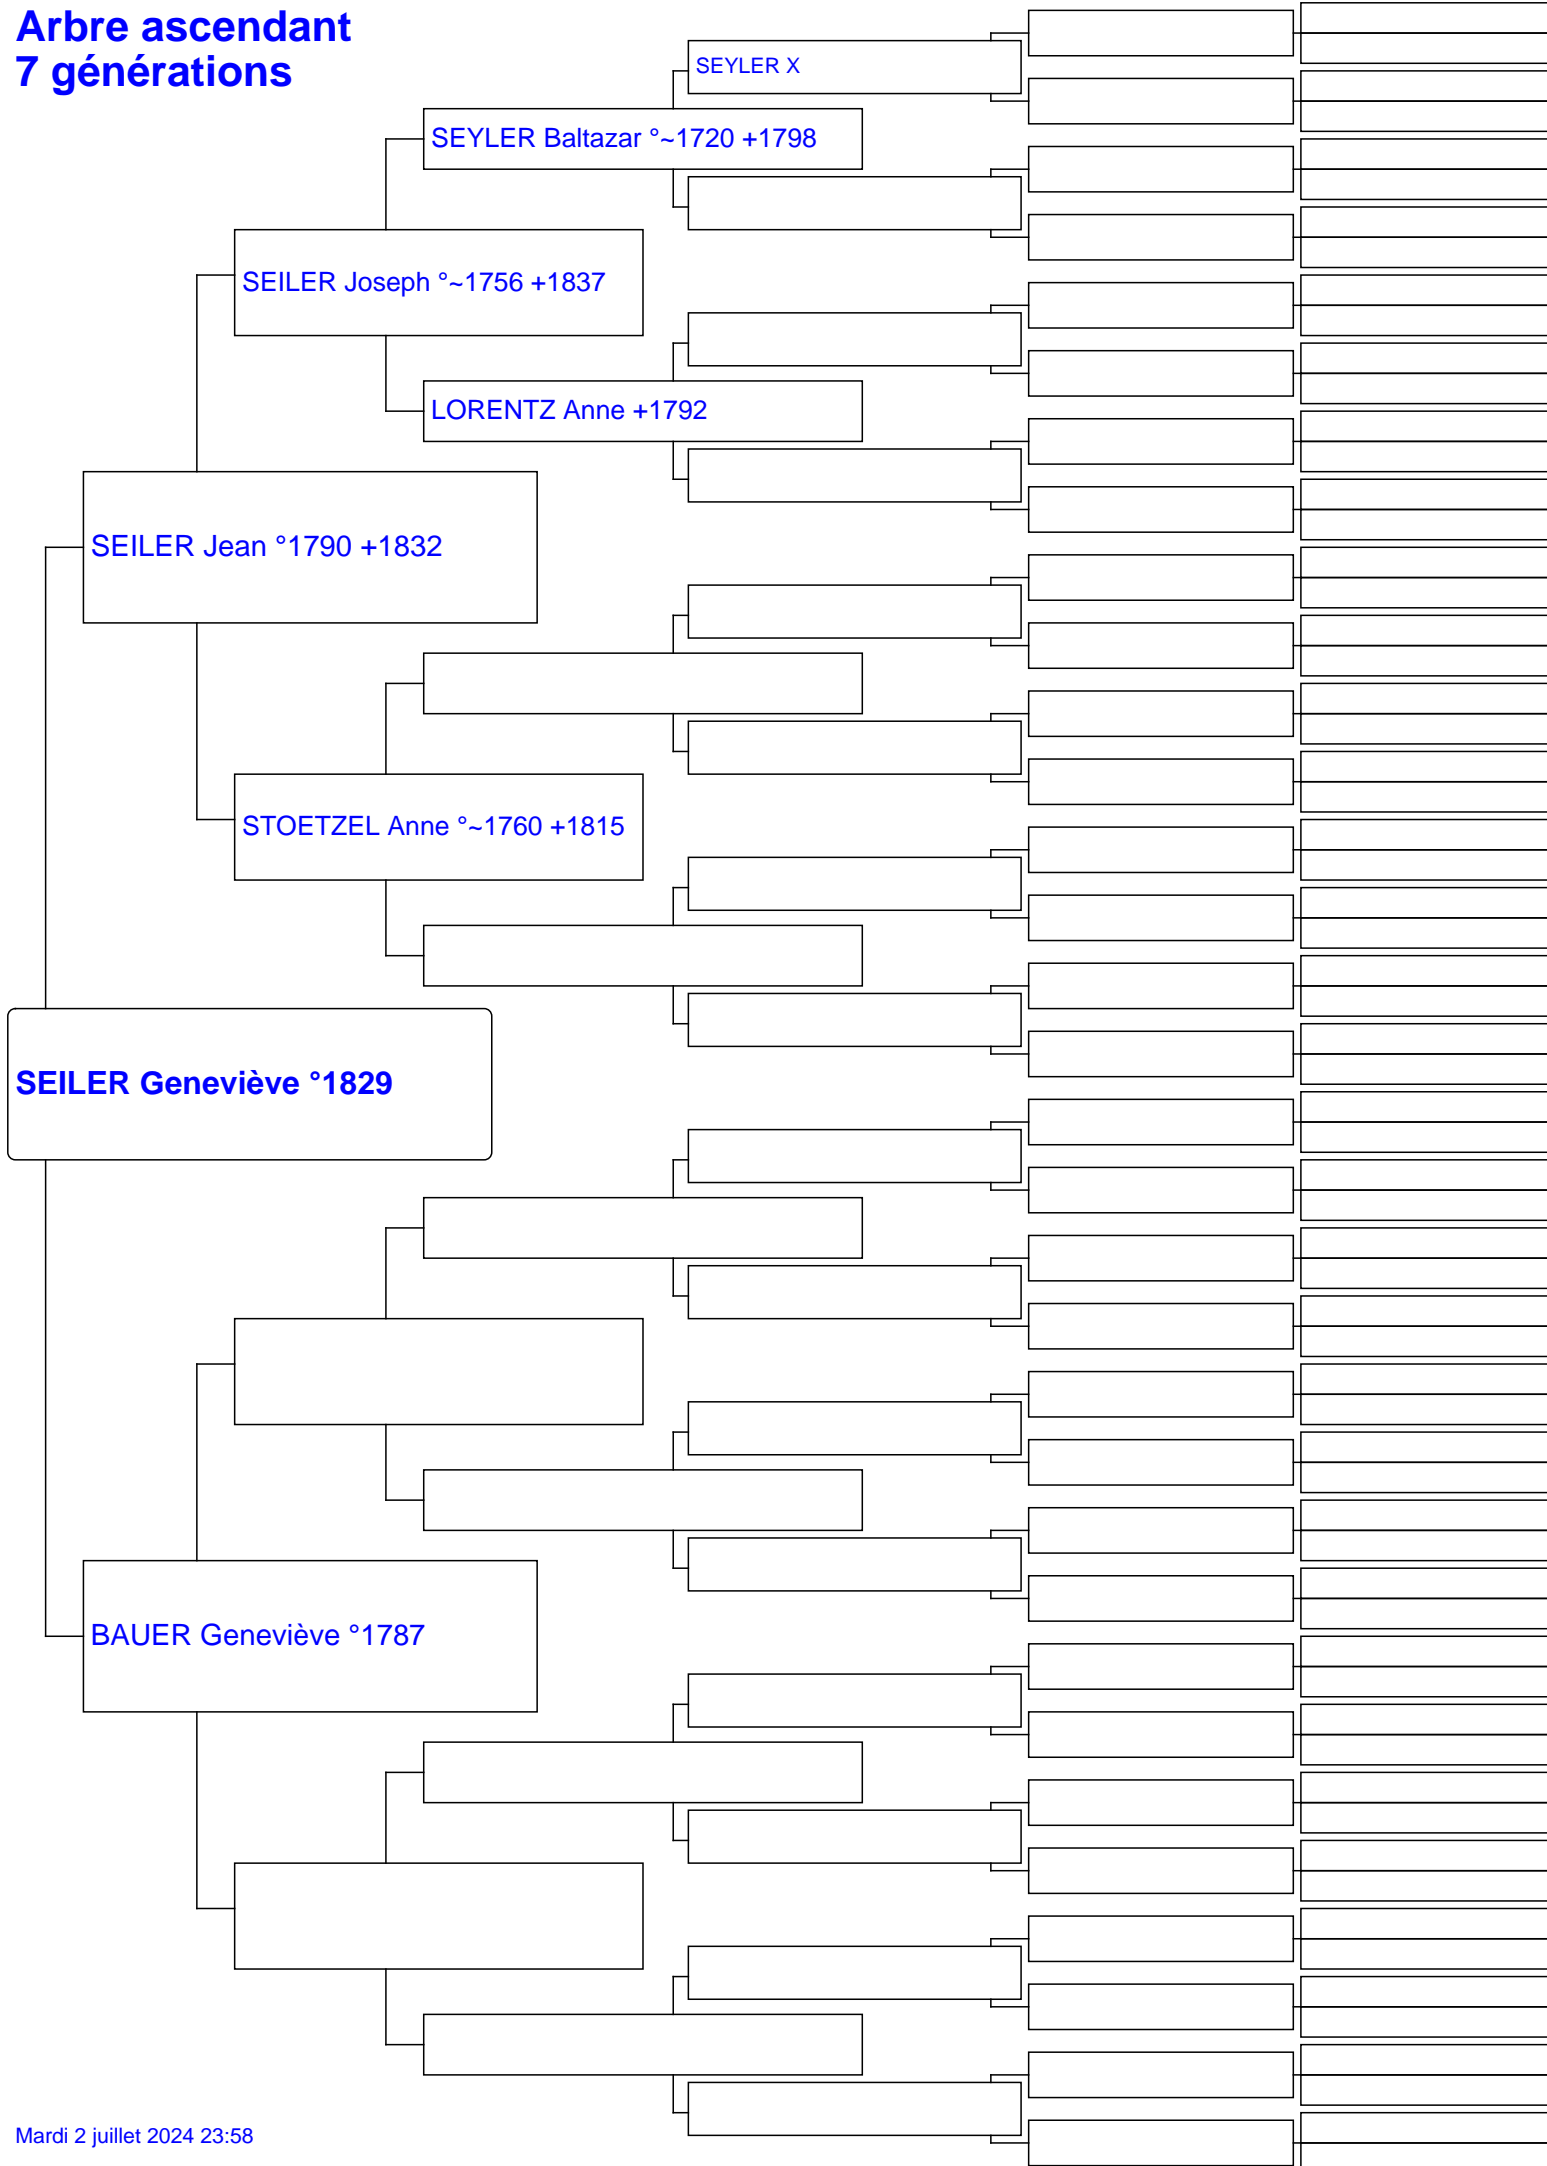 Arbre ascendant
7 générations
SEYLER X
SEYLER Baltazar °~1720 +1798
SEILER Joseph °~1756 +1837
LORENTZ Anne +1792
SEILER Jean °1790 +1832
STOETZEL Anne °~1760 +1815
SEILER Geneviève °1829
BAUER Geneviève °1787
Mardi 2 juillet 2024 23:58